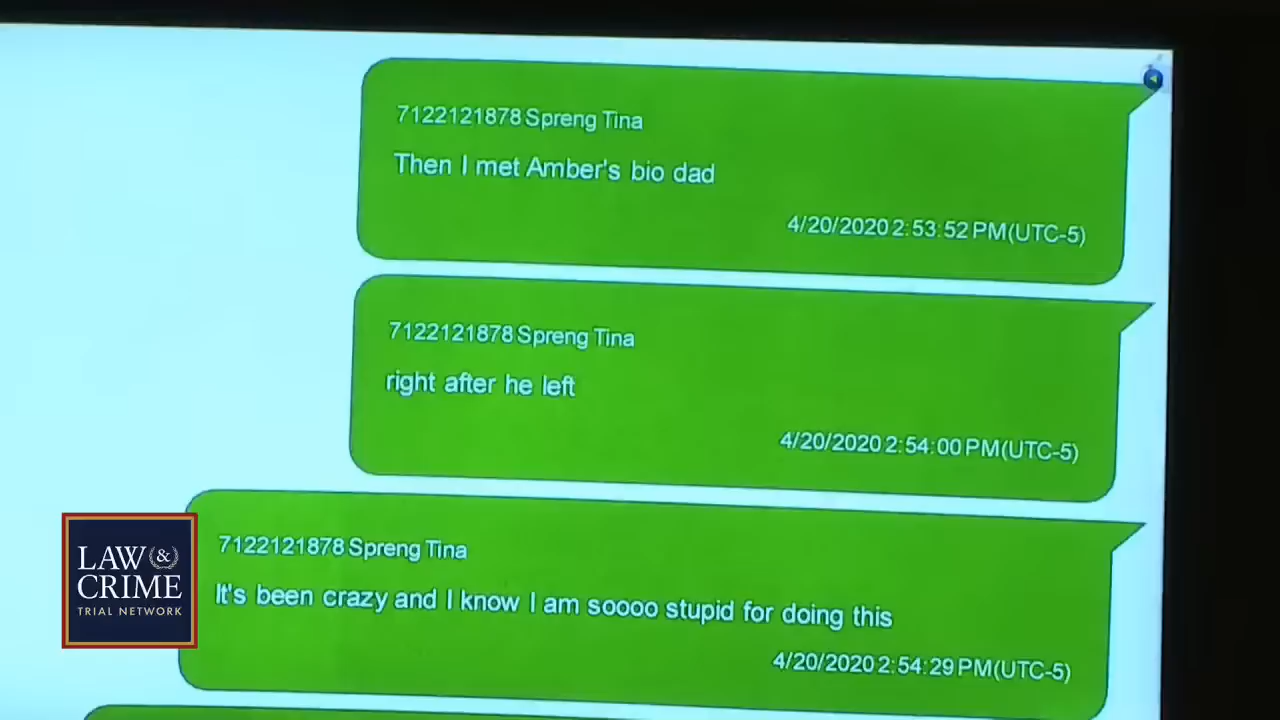 7122121878 Spreng Tina
Then I met Amber's bio dad
4/20/2020 2:53:52 PM(UTC-5)
7122121878 Spreng Tina
right after he left
4/20/2020 2:54:00 PM(UTC-5)
7122121878 Spreng Tina
It's been crazy and I know I am soooo stupid for doing this
4/20/2020 2:54:29 PM(UTC-5)
LAW &
CRIME
TRIAL NETWORK